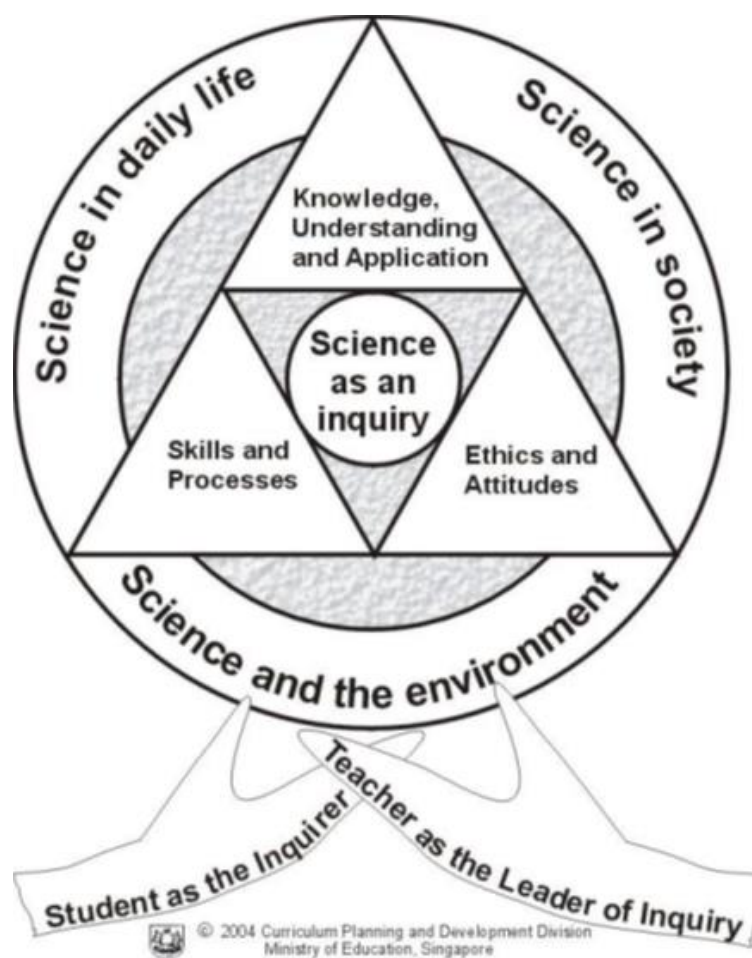 Science in daily life
Science in society
Knowledge,
Understanding
and Application
Science
as an
inquiry
Skills and
Processes
Ethics and
Attitudes
Science and the environment
Student as the Inquirer
Teacher as the Leader of Inquiry
© 2004 Curriculum Planning and Development Division
Ministry of Education, Singapore